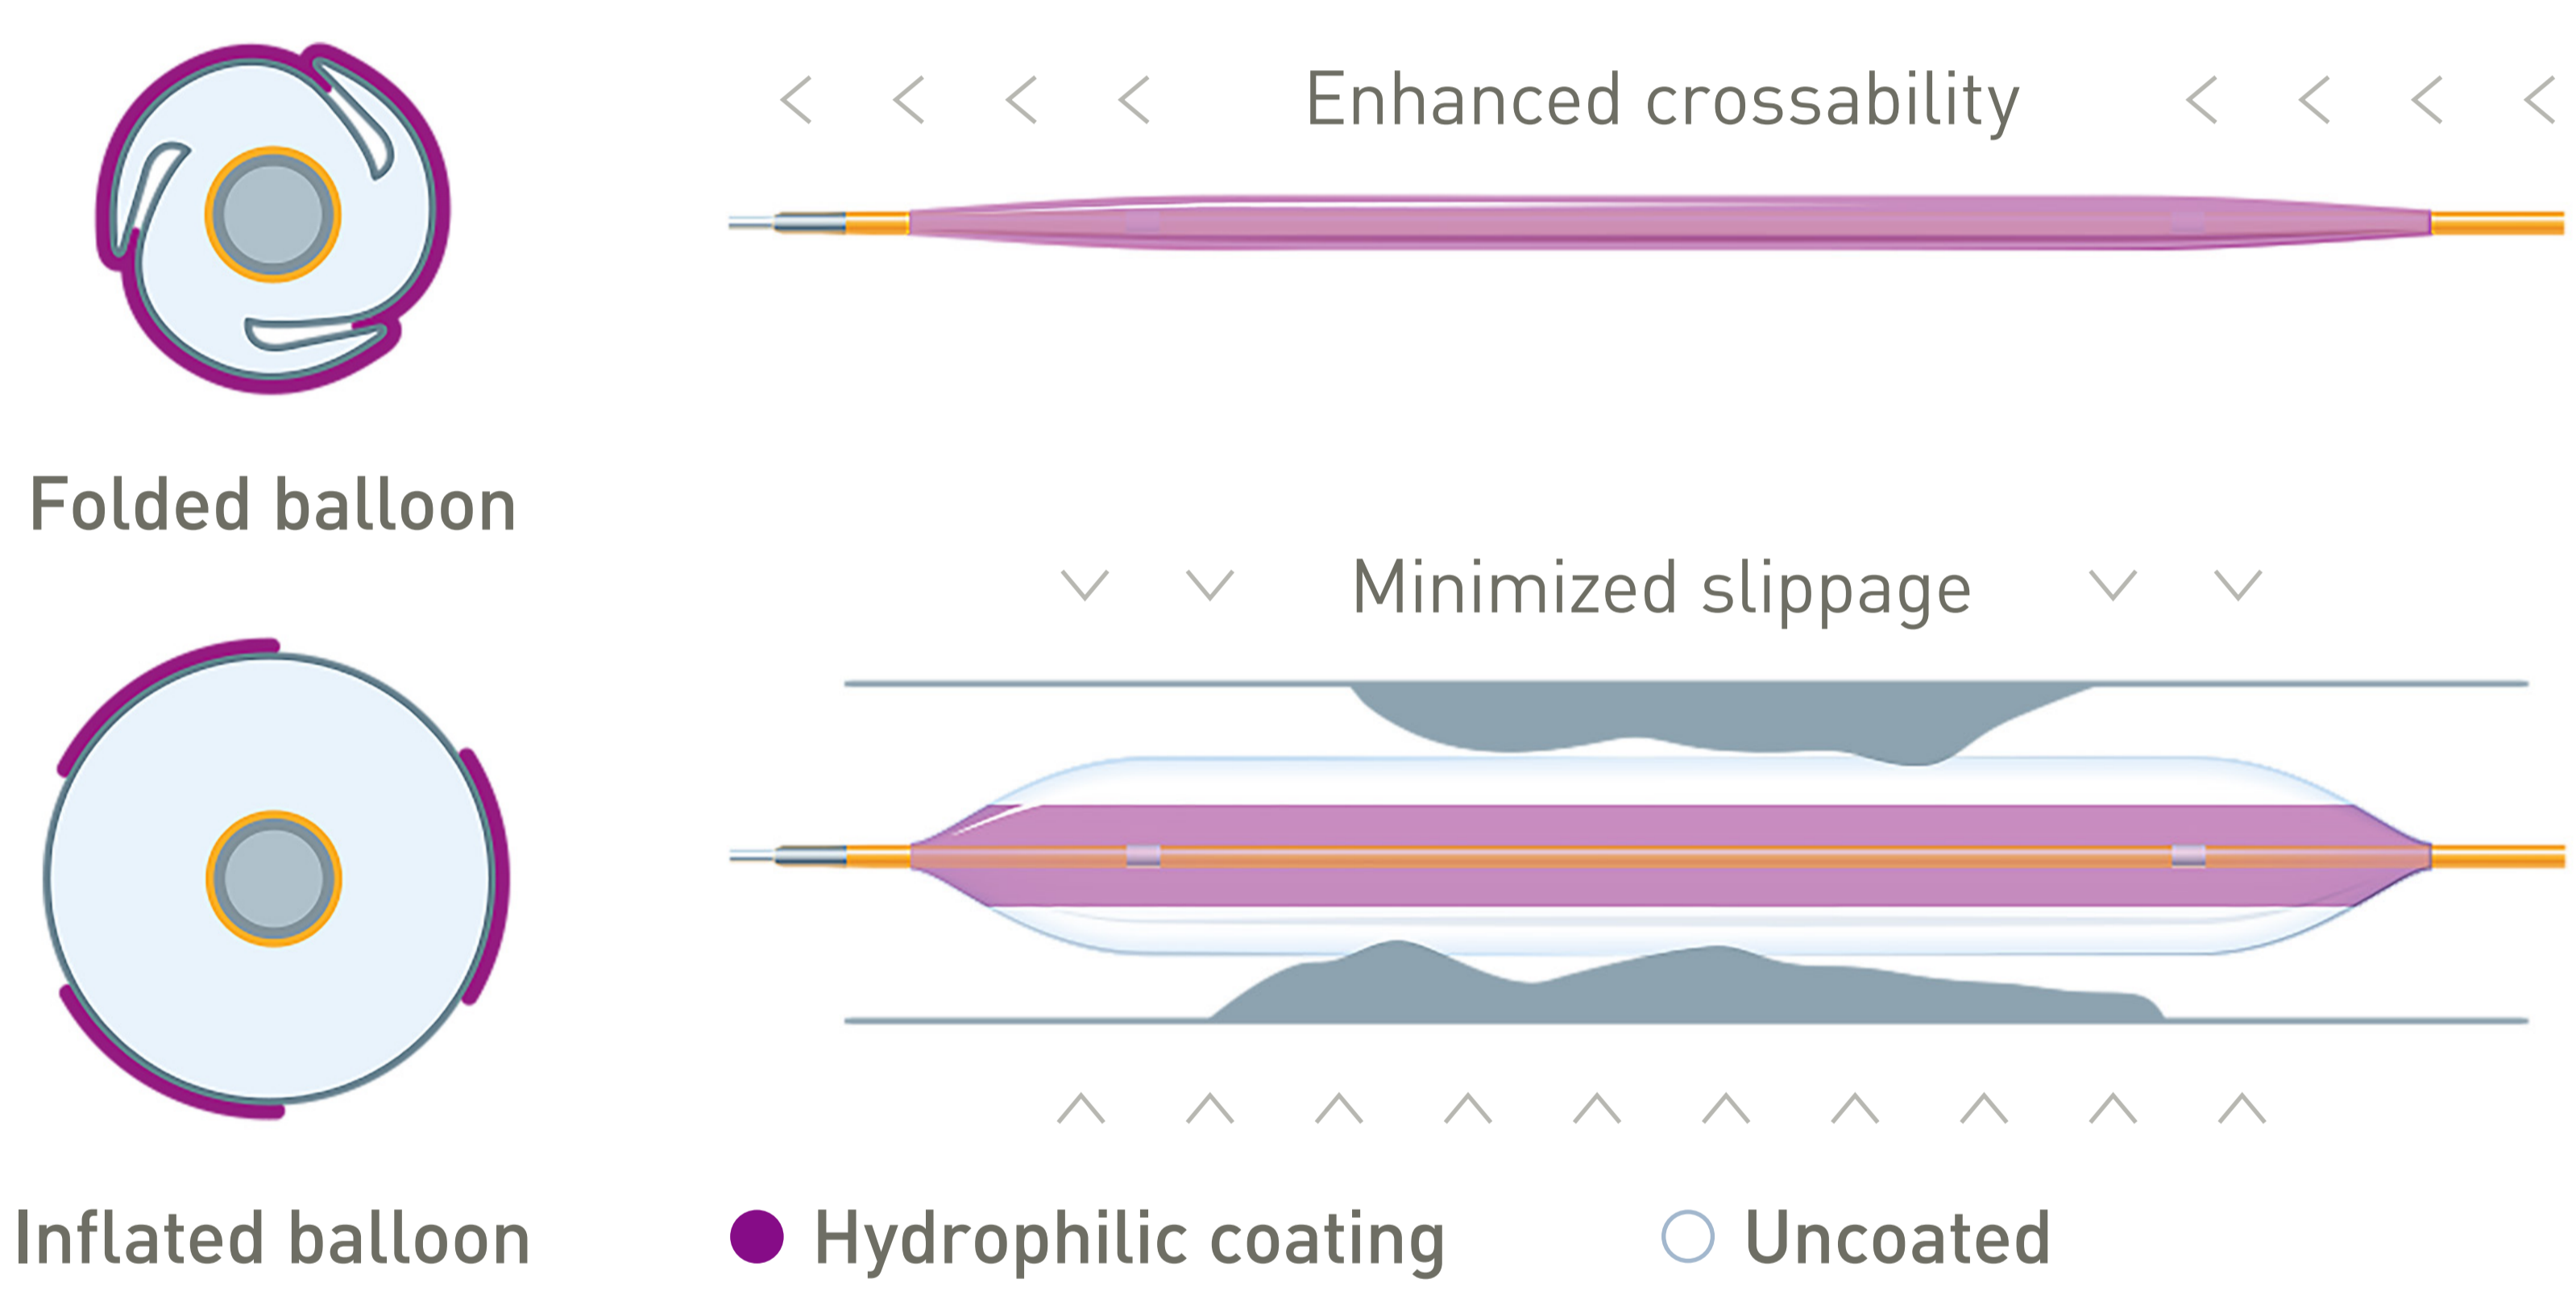 Enhanced crossability
Folded balloon
Minimized slippage
Inflated balloon
Hydrophilic coating
Uncoated